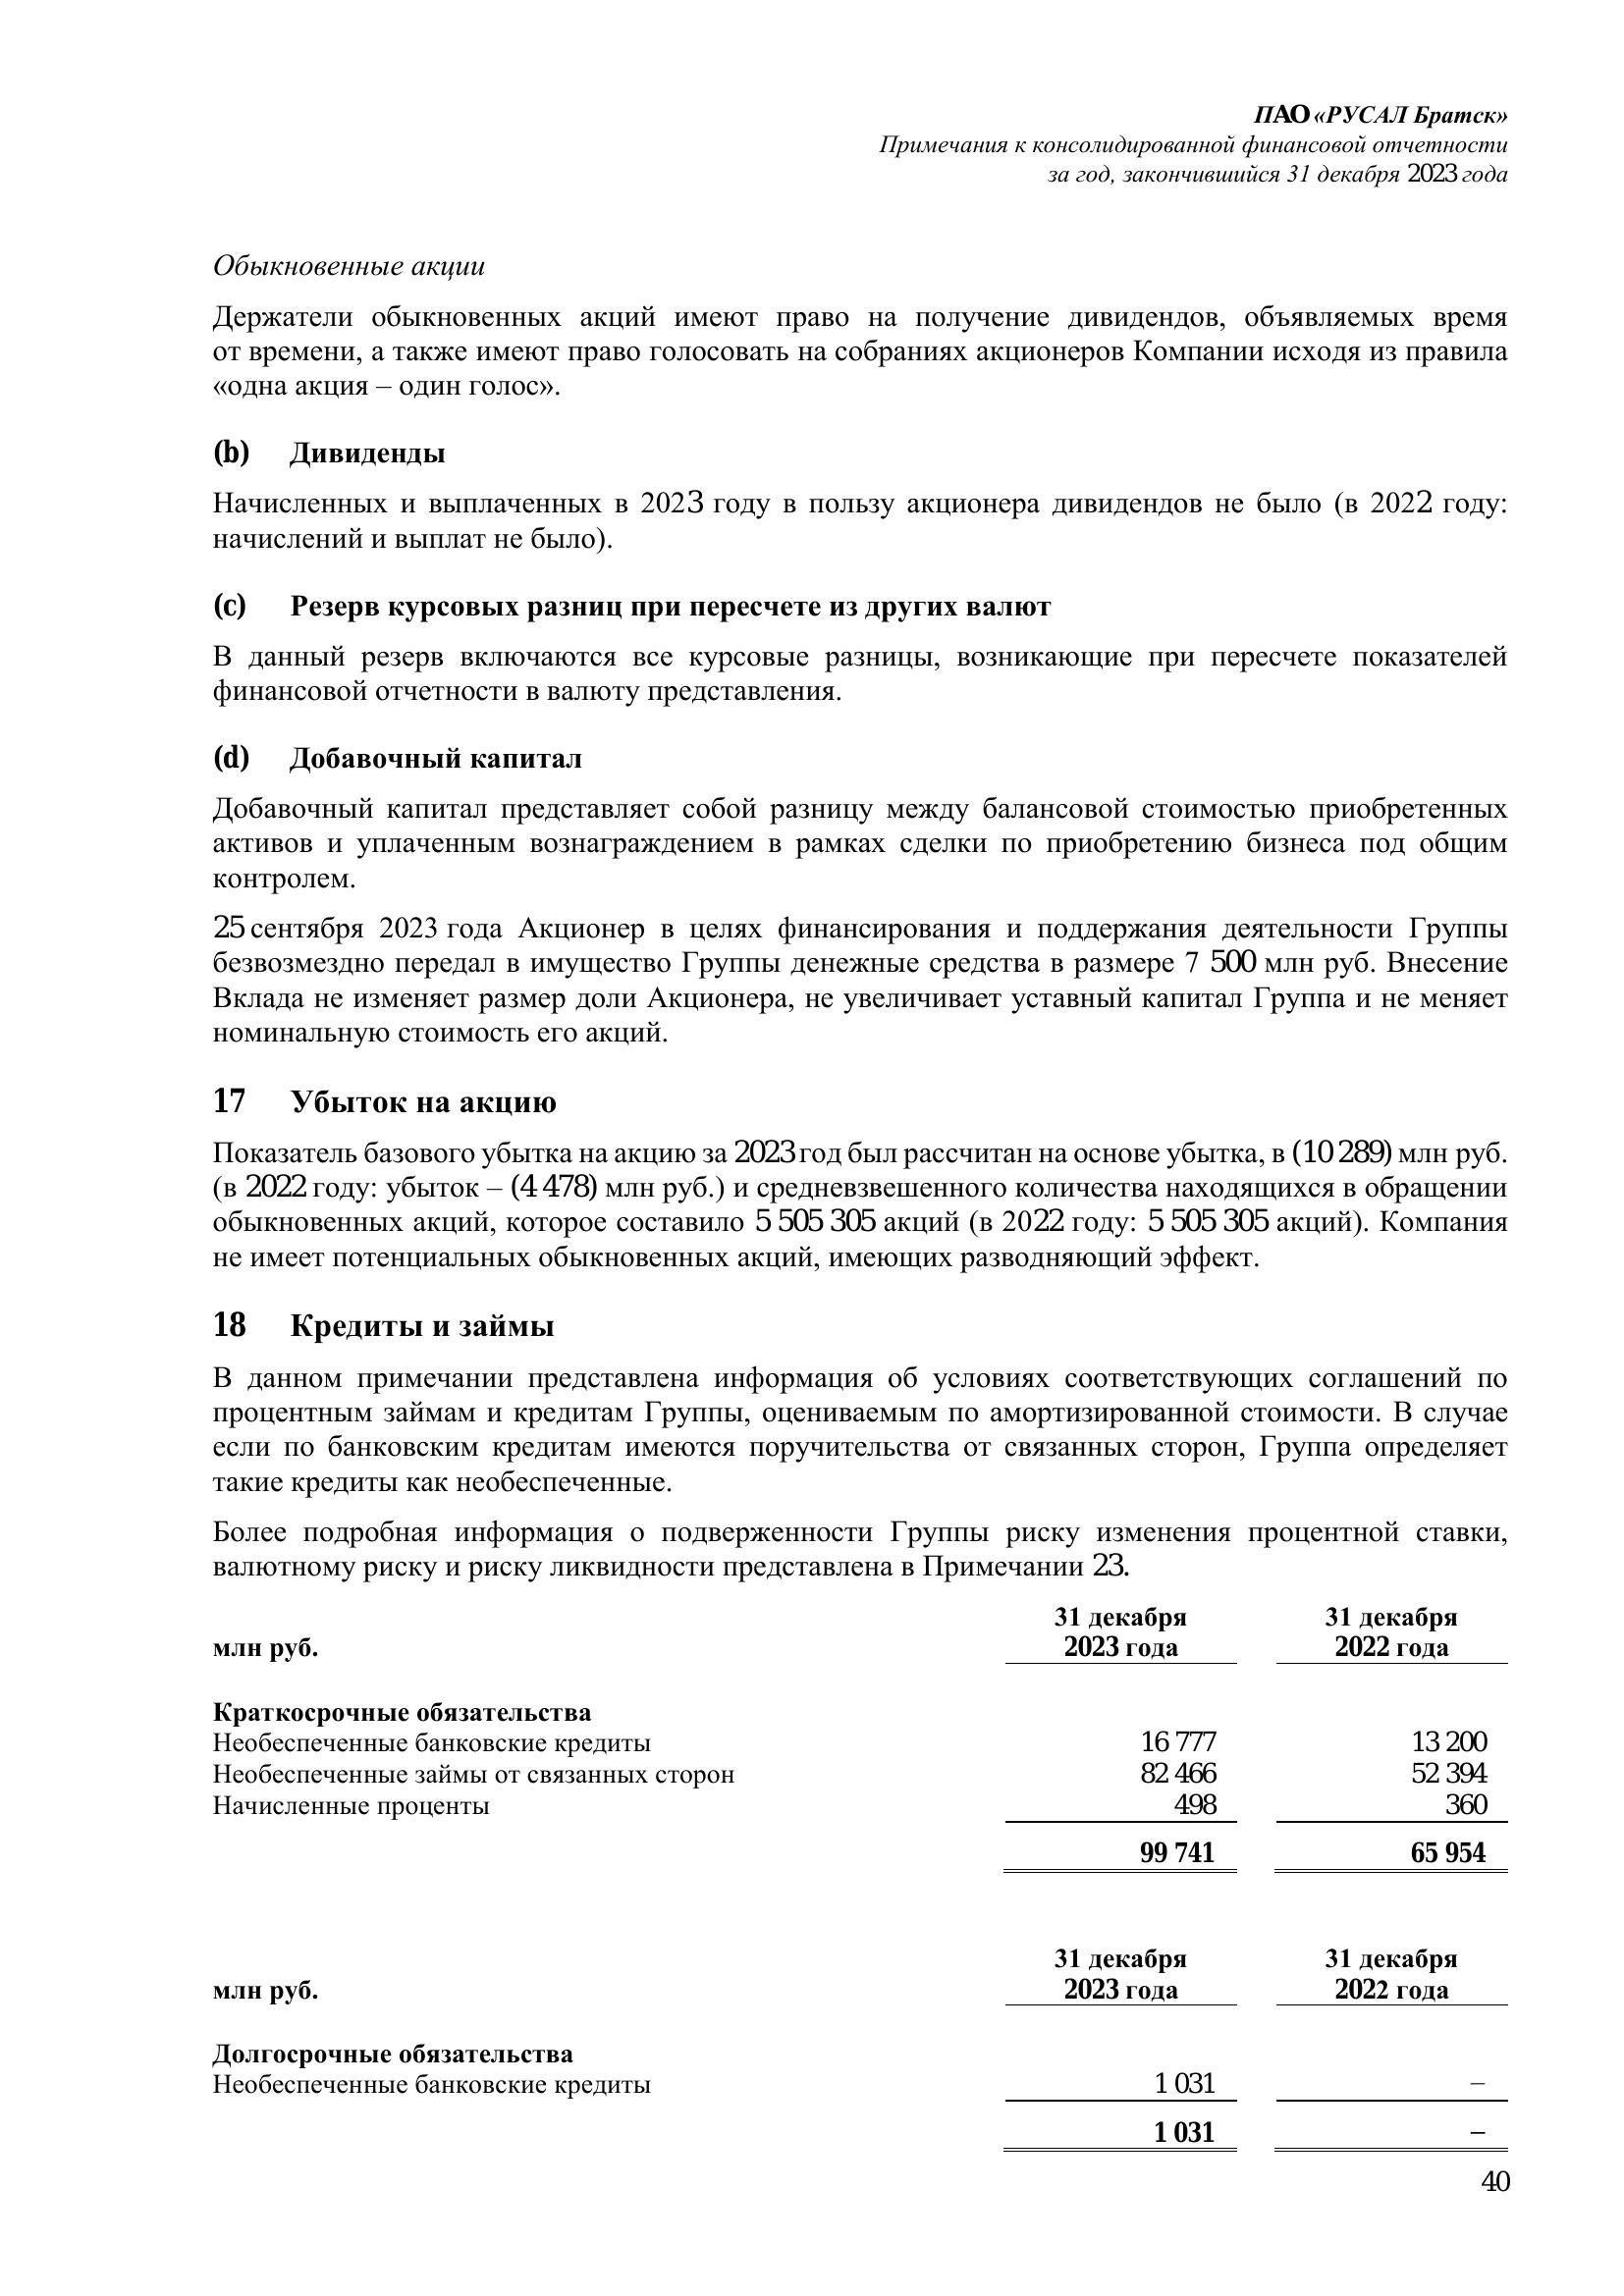 ПАО «РУСАЛ Братск»
Примечания к консолидированной финансовой отчетности
за год, закончившийся 31 декабря 2023 года
Обыкновенные акции
Держатели обыкновенных акций имеют право на получение дивидендов, объявляемых время
от времени, а также имеют право голосовать на собраниях акционеров Компании исходя из правила
«одна акция – один голос».
(b) Дивиденды
Начисленных и выплаченных в 2023 году в пользу акционера дивидендов не было (в 2022 году:
начислений и выплат не было).
(c) Резерв курсовых разниц при пересчете из других валют
В данный резерв включаются все курсовые разницы, возникающие при пересчете показателей
финансовой отчетности в валюту представления.
(d) Добавочный капитал
Добавочный капитал представляет собой разницу между балансовой стоимостью приобретенных
активов и уплаченным вознаграждением в рамках сделки по приобретению бизнеса под общим
контролем.
25 сентября 2023 года Акционер в целях финансирования и поддержания деятельности Группы
безвозмездно передал в имущество Группы денежные средства в размере 7 500 млн руб. Внесение
Вклада не изменяет размер доли Акционера, не увеличивает уставный капитал Группа и не меняет
номинальную стоимость его акций.
17 Убыток на акцию
Показатель базового убытка на акцию за 2023 год был рассчитан на основе убытка, в (10 289) млн руб.
(в 2022 году: убыток – (4 478) млн руб.) и средневзвешенного количества находящихся в обращении
обыкновенных акций, которое составило 5 505 305 акций (в 2022 году: 5 505 305 акций). Компания
не имеет потенциальных обыкновенных акций, имеющих разводняющий эффект.
18 Кредиты и займы
В данном примечании представлена информация об условиях соответствующих соглашений по
процентным займам и кредитам Группы, оцениваемым по амортизированной стоимости. В случае
если по банковским кредитам имеются поручительства от связанных сторон, Группа определяет
такие кредиты как необеспеченные.
Более подробная информация о подверженности Группы риску изменения процентной ставки,
валютному риску и риску ликвидности представлена в Примечании 23.
31 декабря 31 декабря
млн руб. 2023 года 2022 года
Краткосрочные обязательства
Необеспеченные банковские кредиты 16 777 13 200
Необеспеченные займы от связанных сторон 82 466 52 394
Начисленные проценты 498 360
99 741 65 954
31 декабря 31 декабря
млн руб. 2023 года 2022 года
Долгосрочные обязательства
Необеспеченные банковские кредиты 1 031 –
1 031 –
40